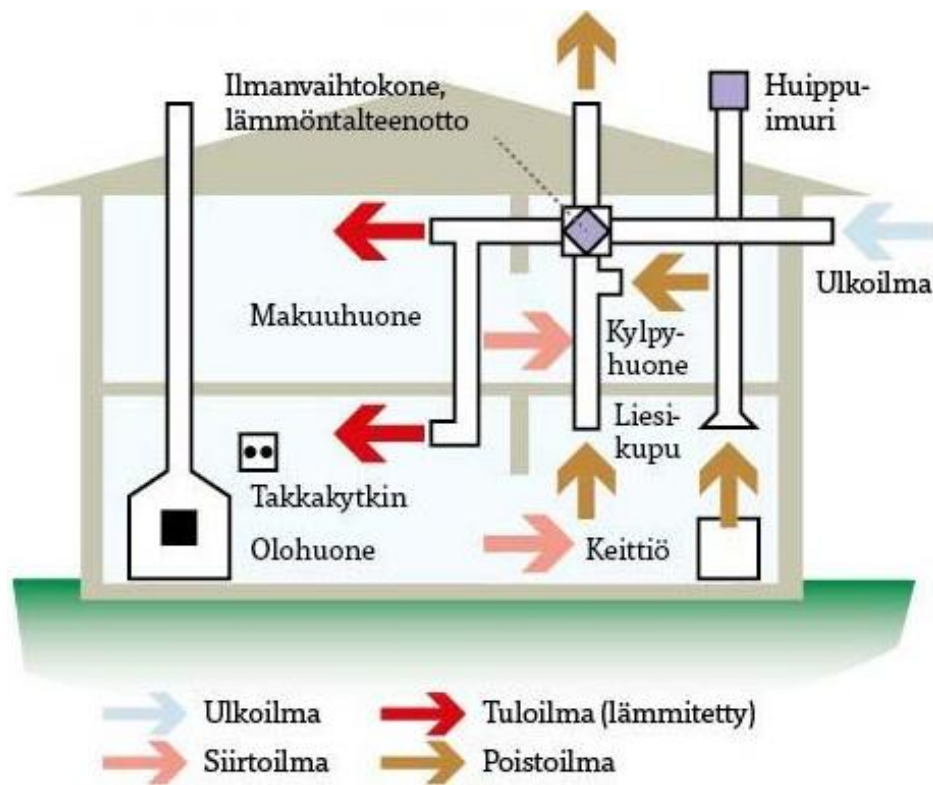 Ilmanvaihtokone,
lämmöntalteenotto
Huippu-
imuri
Ulkoilma
Makuuhuone
Kylpy-
huone
Liesi-
kupu
Takkakytkin
Olohuone
Keittiö
Ulkoilma
Tuloilma (lämmitetty)
Siirtoilma
Poistoilma